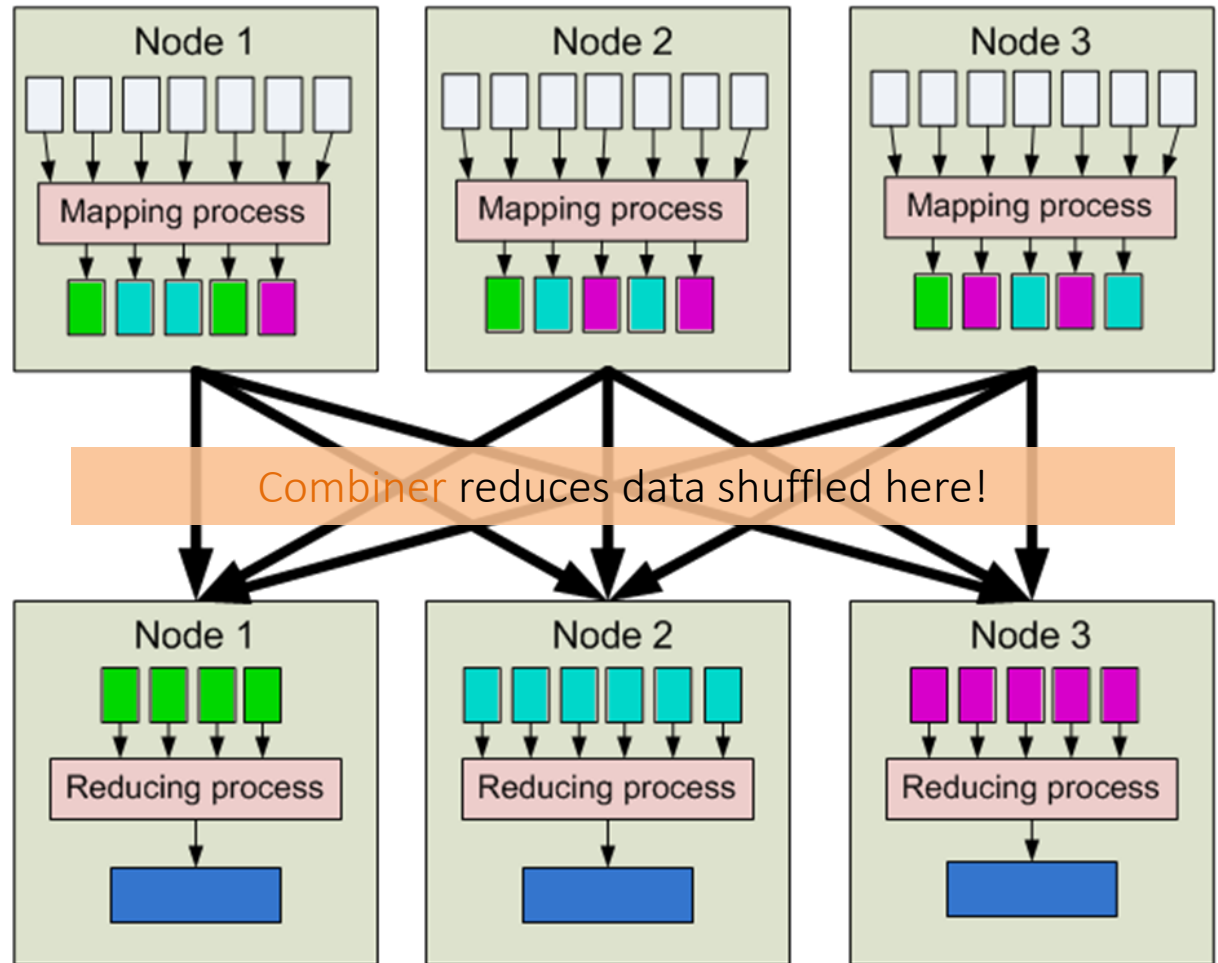 Node 1
Node 2
Node 3
Mapping process
Mapping process
Mapping process
Combiner reduces data shuffled here!
Node 1
Node 2
Node 3
Reducing process
Reducing process
Reducing process